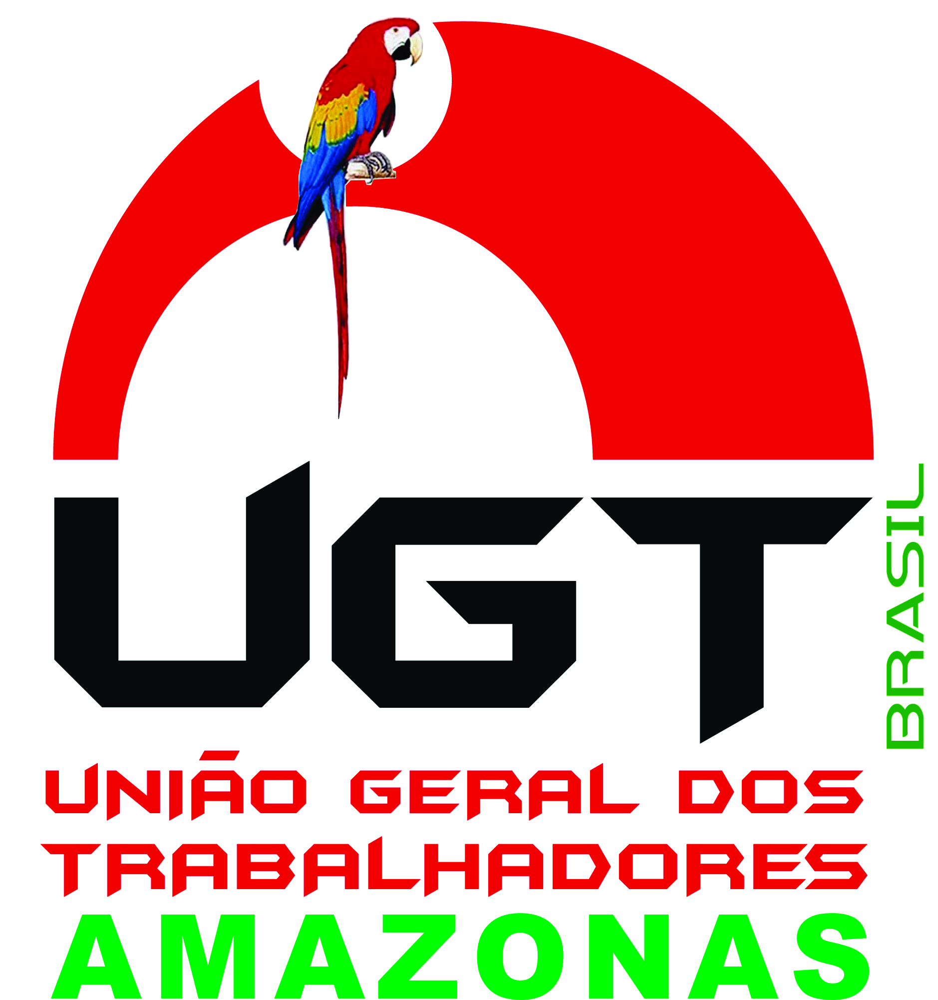 UGT
BRASIL
UNIÃO GERAL DOS
TRABALHADORES
AMAZONAS